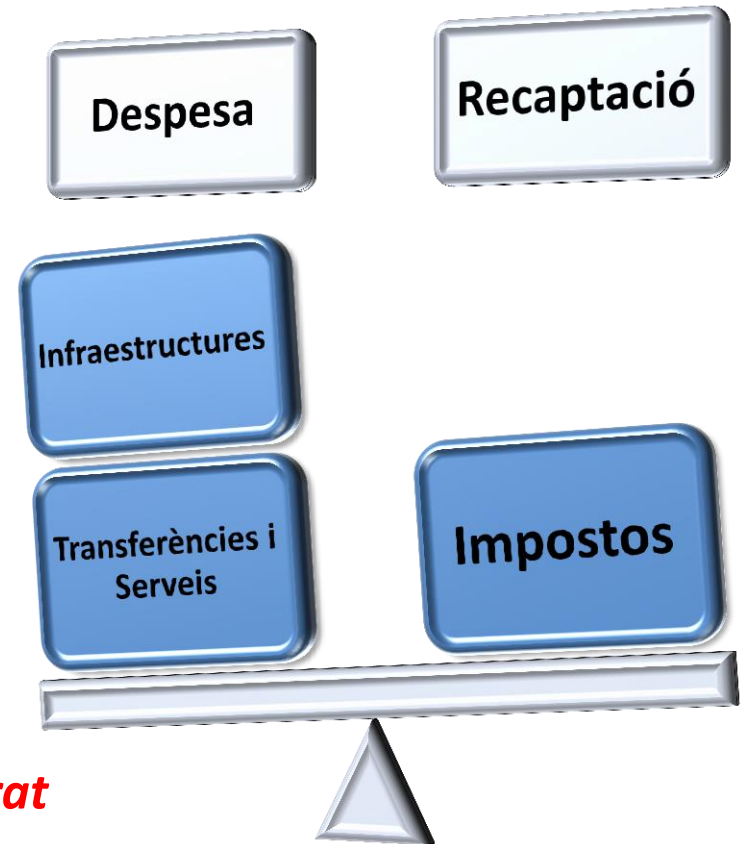 Despesa
Recaptació
Infraestructures
Transferències i
Serveis
Impostos